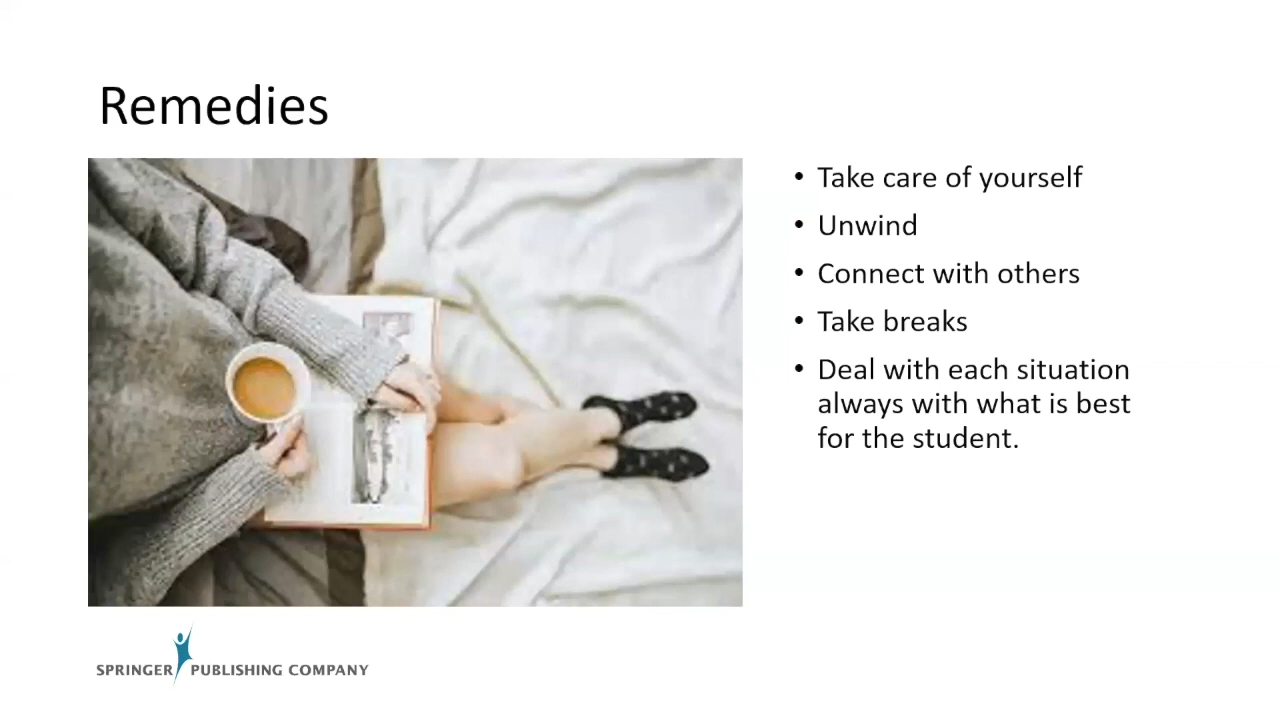 Remedies
• Take care of yourself
• Unwind
• Connect with others
• Take breaks
• Deal with each situation
always with what is best
for the student.
SPRINGER PUBLISHING COMPANY